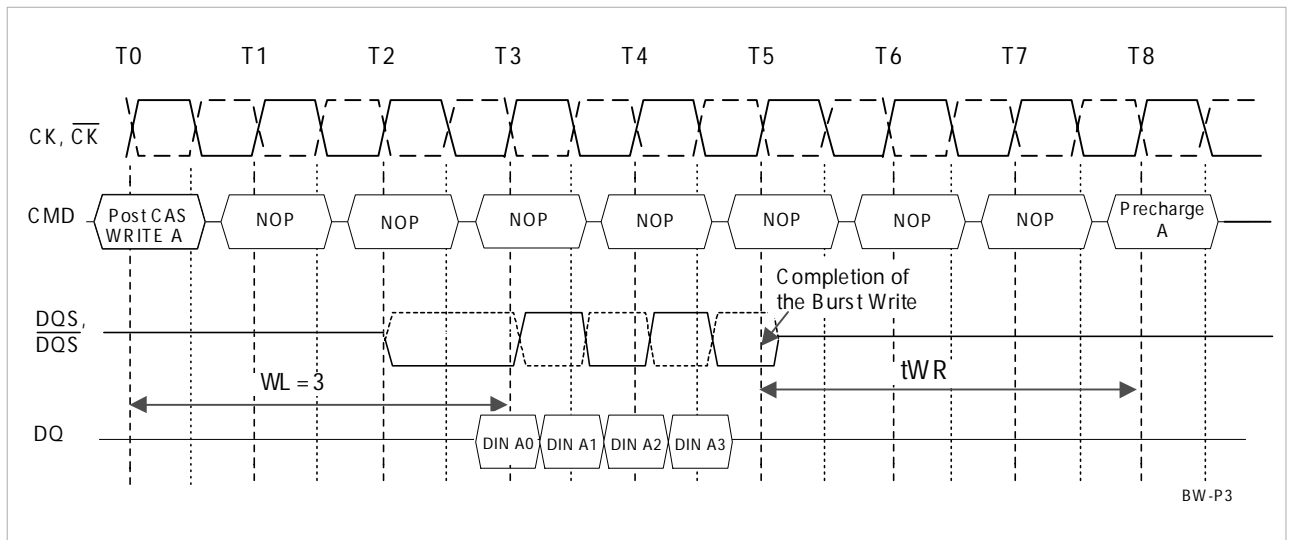 T0 T1 T2 T3 T4 T5 T6 T7 T8
CK, CK
CMD
Post CAS
WRITE A
NOP NOP NOP NOP NOP NOP NOP
Precharge
A
Completion of
the Burst Write
DQS,
DQS
WL = 3
tWR
DQ
DIN A0 DIN A1 DIN A2 DIN A3
BW-P3